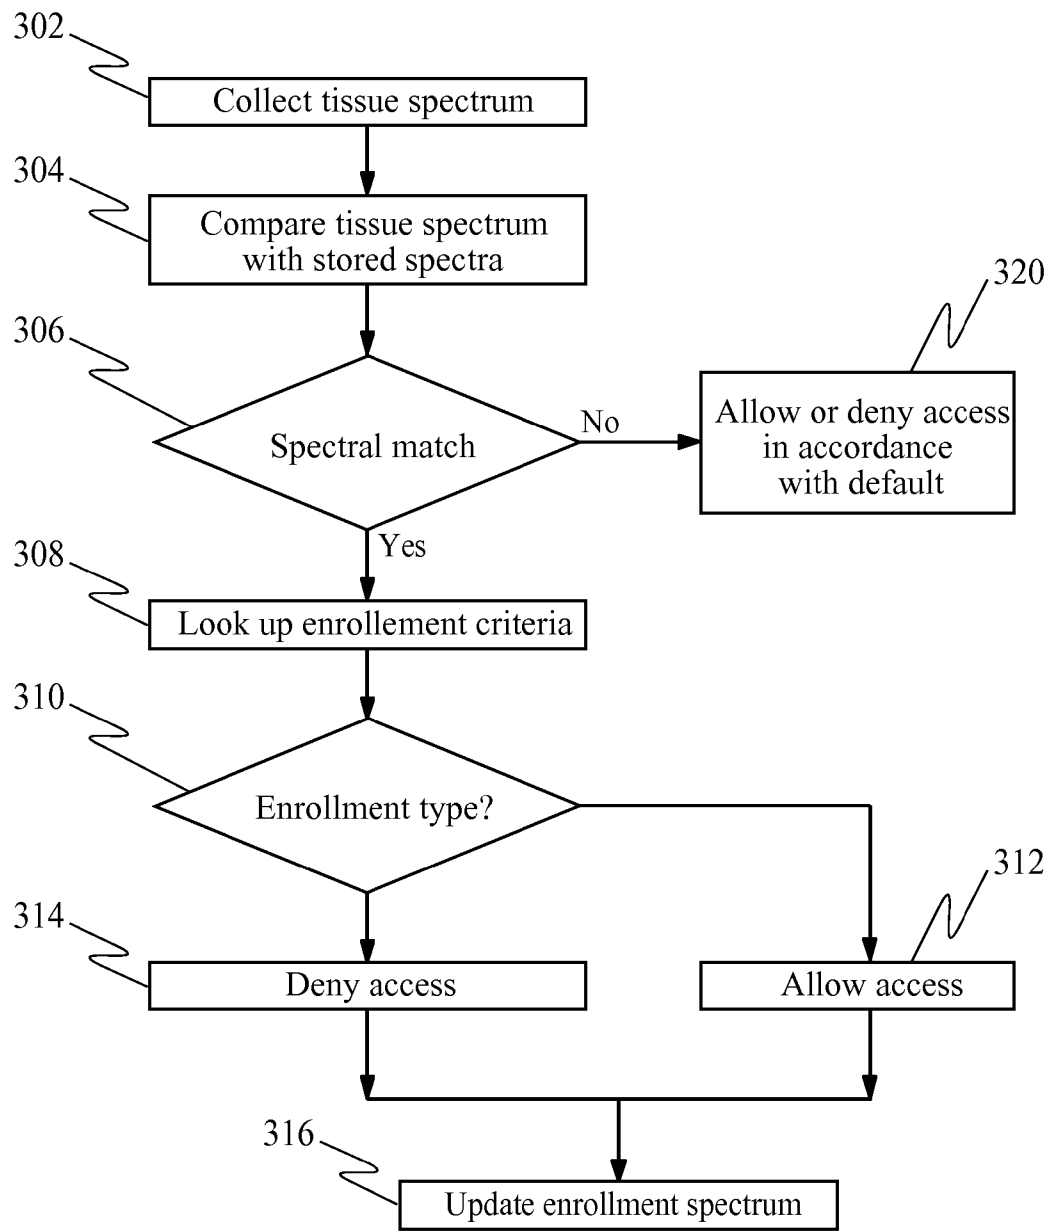 302
Collect tissue spectrum
304
Compare tissue spectrum
with stored spectra
320
306
Spectral match
No
Allow or deny access
in accordance
with default
Yes
308
Look up enrollement criteria
310
Enrollment type?
312
314
Deny access
Allow access
316
Update enrollment spectrum